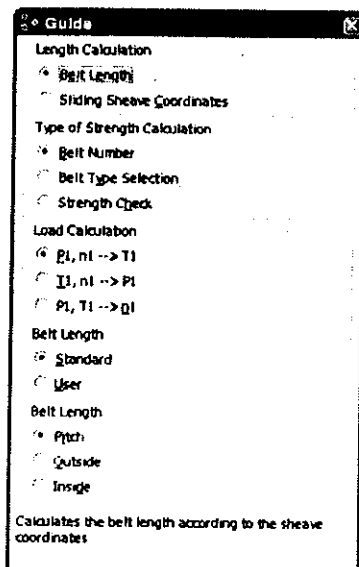 Guide
Length Calculation
Belt Length
Sliding Sheave Coordinates
Type of Strength Calculation
Belt Number
Belt Type Selection
Strength Check
Load Calculation
P1, n1 --> T1
T1, n1 --> P1
P1, T1 --> n1
Belt Length
Standard
User
Belt Length
Pitch
Outside
Inside
Calculates the belt length according to the sheave
coordinates